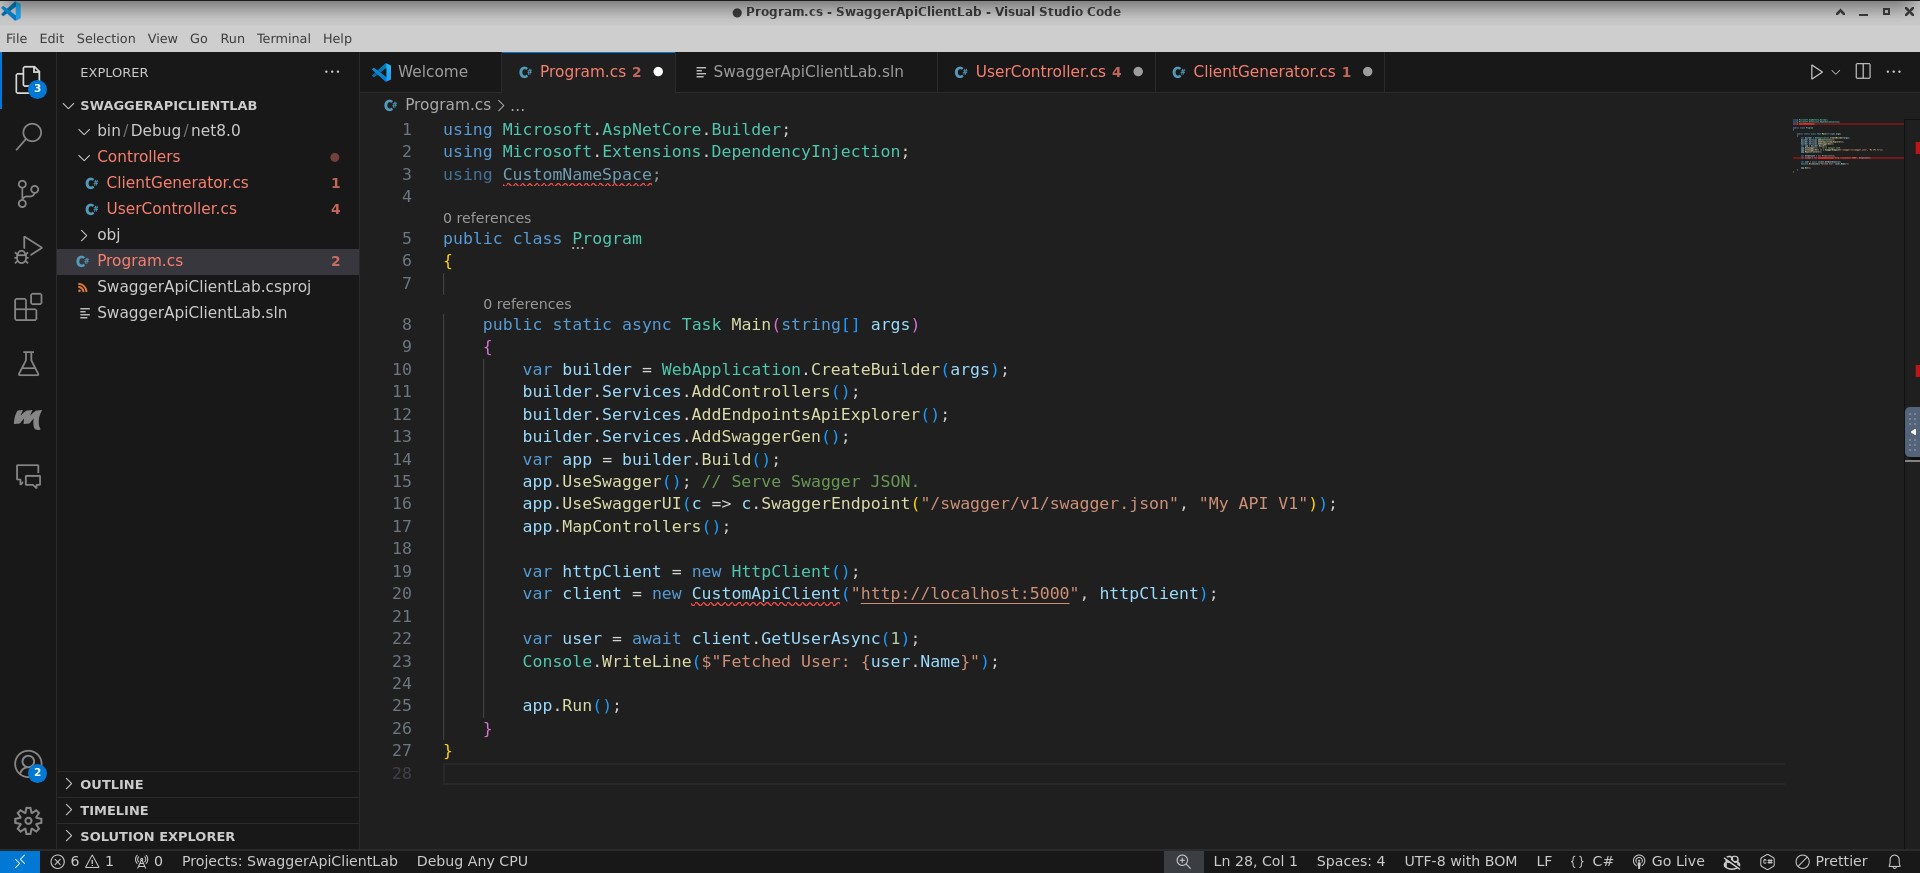 ● Program.cs - SwaggerApiClientLab - Visual Studio Code
File Edit Selection View Go Run Terminal Help
EXPLORER ...
Welcome
Program.cs 2
SwaggerApiClientLab.sln
UserController.cs 4
ClientGenerator.cs 1
3
SWAGGERAPICLIENTLAB
bin/Debug/net8.0
Controllers
ClientGenerator.cs 1
UserController.cs 4
obj
Program.cs 2
SwaggerApiClientLab.csproj
SwaggerApiClientLab.sln
2
OUTLINE
TIMELINE
SOLUTION EXPLORER
Program.cs > ...
1 using Microsoft.AspNetCore.Builder;
2 using Microsoft.Extensions.DependencyInjection;
3 using CustomNameSpace;
4
0 references
5 public class Program
6 {
7
0 references
8 public static async Task Main(string[] args)
9 {
10 var builder = WebApplication.CreateBuilder(args);
11 builder.Services.AddControllers();
12 builder.Services.AddEndpointsApiExplorer();
13 builder.Services.AddSwaggerGen();
14 var app = builder.Build();
15 app.UseSwagger(); // Serve Swagger JSON.
16 app.UseSwaggerUI(c => c.SwaggerEndpoint("/swagger/v1/swagger.json", "My API V1"));
17 app.MapControllers();
18
19 var httpClient = new HttpClient();
20 var client = new CustomApiClient("http://localhost:5000", httpClient);
21
22 var user = await client.GetUserAsync(1);
23 Console.WriteLine($"Fetched User: {user.Name}");
24
25 app.Run();
26 }
27 }
28
6 1 0 Projects: SwaggerApiClientLab Debug Any CPU Ln 28, Col 1 Spaces: 4 UTF-8 with BOM LF {} C# Go Live Prettier